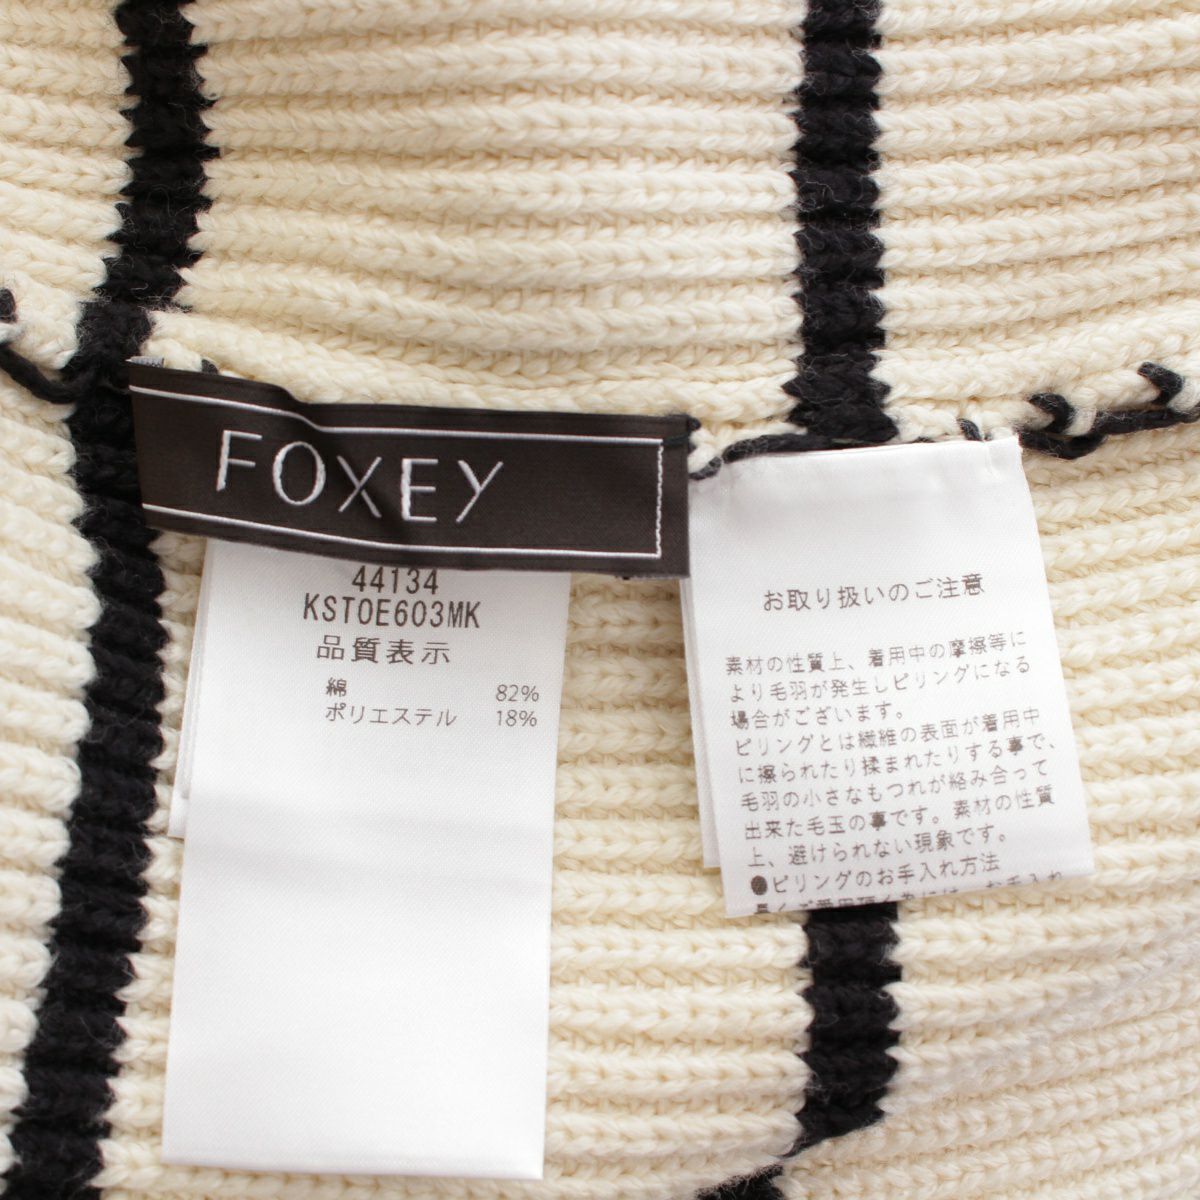 FOXEY
44134
KST0E603MK
品質表示
綿 82%
ポリエステル 18%
お取り扱いのご注意
素材の性質上、着用中の摩擦等に
より毛羽が発生しピリングになる
場合がございます。
ピリングとは繊維の表面が着用中
に擦られたり揉まれたりする事で、
毛羽の小さなもつれが絡み合って
出来た毛玉の事です。素材の性質
上、避けられない現象です。
●ピリングのお手入れ方法